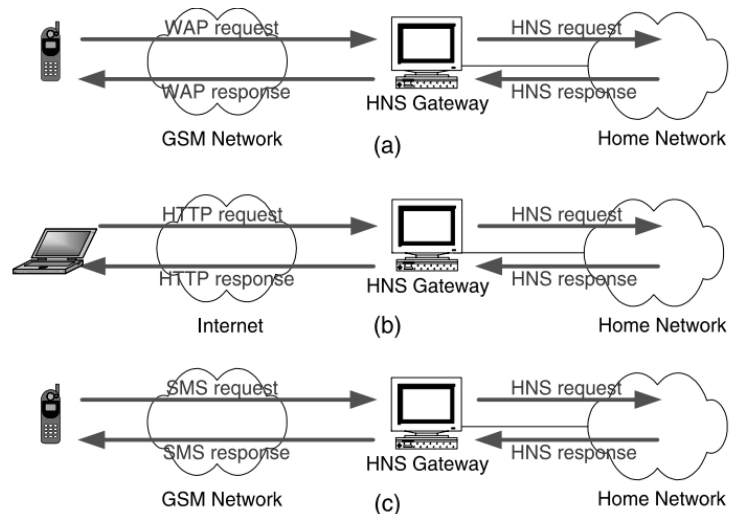 WAP request
HNS request
WAP response
HNS response
HNS Gateway
GSM Network
(a)
Home Network
HTTP request
HNS request
HTTP response
HNS response
HNS Gateway
Internet
(b)
Home Network
SMS request
HNS request
SMS response
HNS response
HNS Gateway
GSM Network
(c)
Home Network